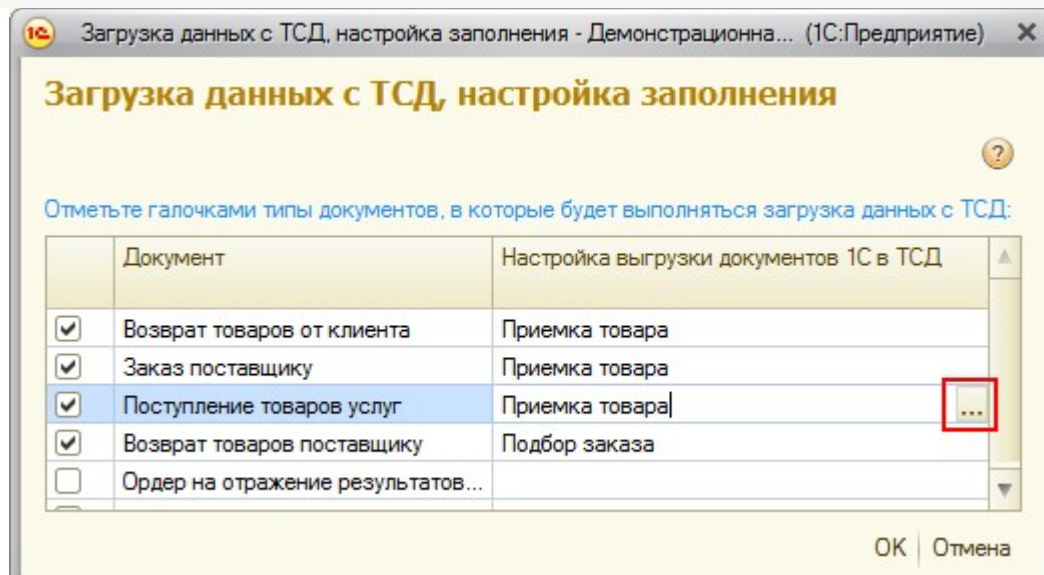 1С Загрузка данных с ТСД, настройка заполнения - Демонстрационна... (1С:Предприятие)
Загрузка данных с ТСД, настройка заполнения
?
Отметьте галочками типы документов, в которые будет выполняться загрузка данных с ТСД:
Документ Настройка выгрузки документов 1С в ТСД
Возврат товаров от клиента Приемка товара
Заказ поставщику Приемка товара
Поступление товаров услуг Приемка товара ...
Возврат товаров поставщику Подбор заказа
Ордер на отражение результатов...
ОК Отмена